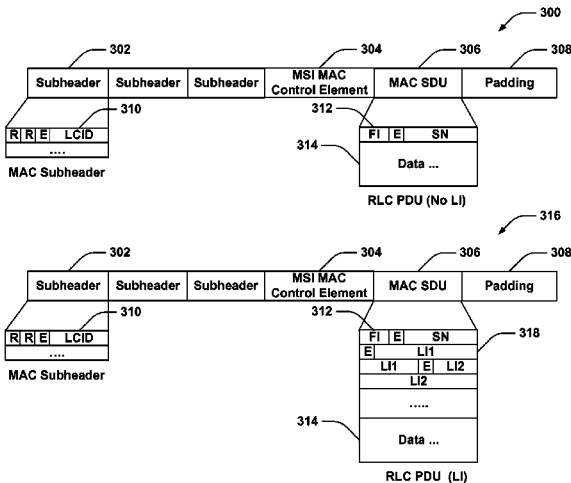 300
302 304 306 308
Subheader Subheader Subheader MSI MAC Control Element MAC SDU Padding
310
312
R R E LCID
FI E SN
....
314
Data ...
MAC Subheader
RLC PDU (No LI)
316
302 304 306 308
Subheader Subheader Subheader MSI MAC Control Element MAC SDU Padding
310
312
R R E LCID
FI E SN
318
....
E LI1
MAC Subheader
LI1 E LI2
LI2
.....
314
Data ...
RLC PDU (LI)